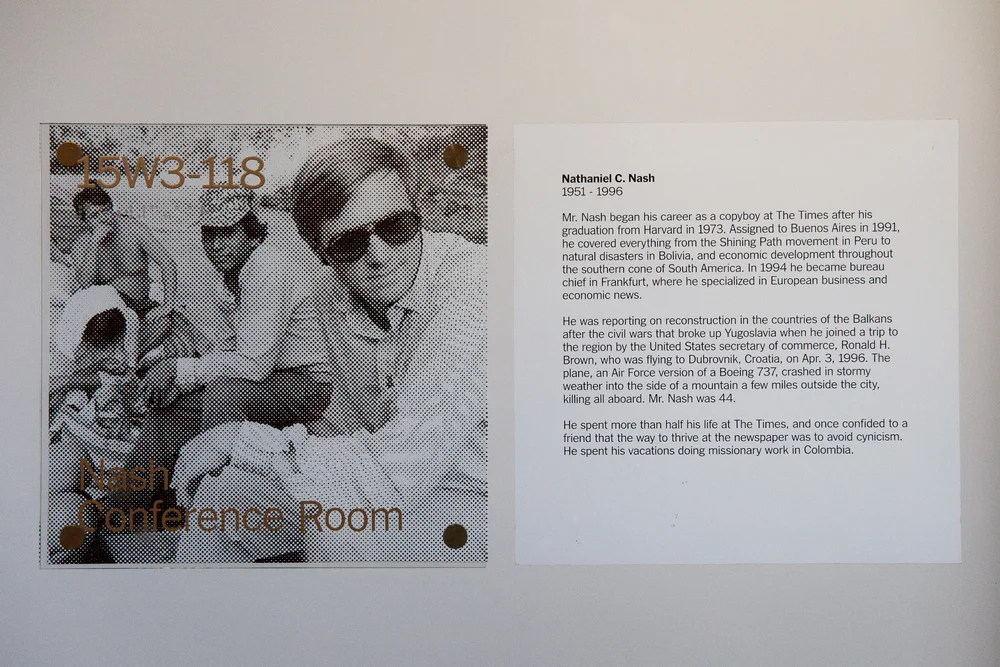 15W3-118
Nash
Conference Room
Nathaniel C. Nash
1951 - 1996
Mr. Nash began his career as a copyboy at The Times after his
graduation from Harvard in 1973. Assigned to Buenos Aires in 1991,
he covered everything from the Shining Path movement in Peru to
natural disasters in Bolivia, and economic development throughout
the southern cone of South America. In 1994 he became bureau
chief in Frankfurt, where he specialized in European business and
economic news.
He was reporting on reconstruction in the countries of the Balkans
after the civil wars that broke up Yugoslavia when he joined a trip to
the region by the United States secretary of commerce, Ronald H.
Brown, who was flying to Dubrovnik, Croatia, on Apr. 3, 1996. The
plane, an Air Force version of a Boeing 737, crashed in stormy
weather into the side of a mountain a few miles outside the city,
killing all aboard. Mr. Nash was 44.
He spent more than half his life at The Times, and once confided to a
friend that the way to thrive at the newspaper was to avoid cynicism.
He spent his vacations doing missionary work in Colombia.